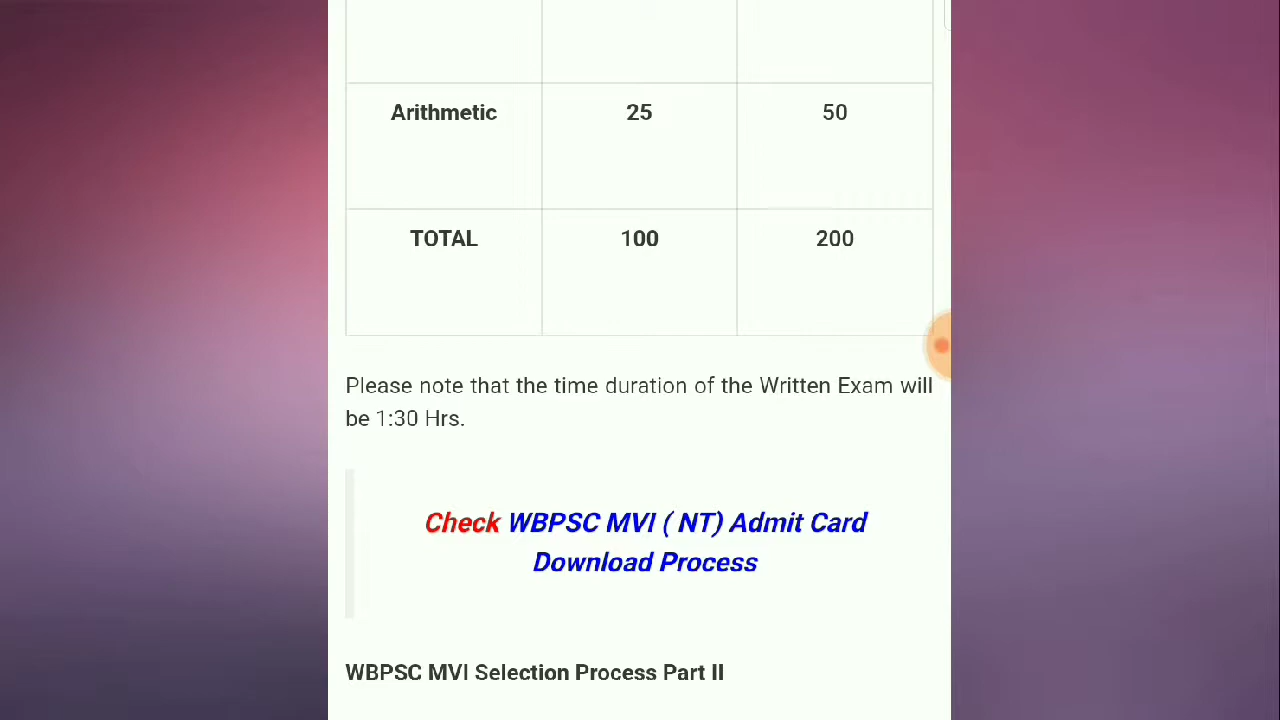 Arithmetic 25 50
TOTAL 100 200
Please note that the time duration of the Written Exam will
be 1:30 Hrs.
Check WBPSC MVI ( NT) Admit Card
Download Process
WBPSC MVI Selection Process Part II